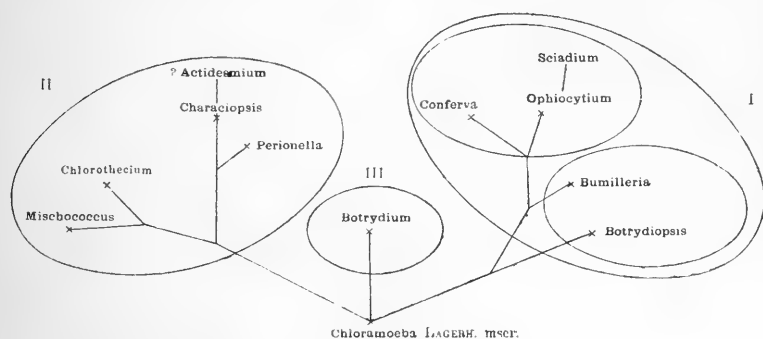 Sciadium
II
? Actidesmium
I
Conferva
Ophiocytium
Characiopsis
Perionella
Chlorothecium
III
Bumilleria
Mischococcus
Botrydium
Botrydiopsis
Chloramoeba LAGERH. mscr.